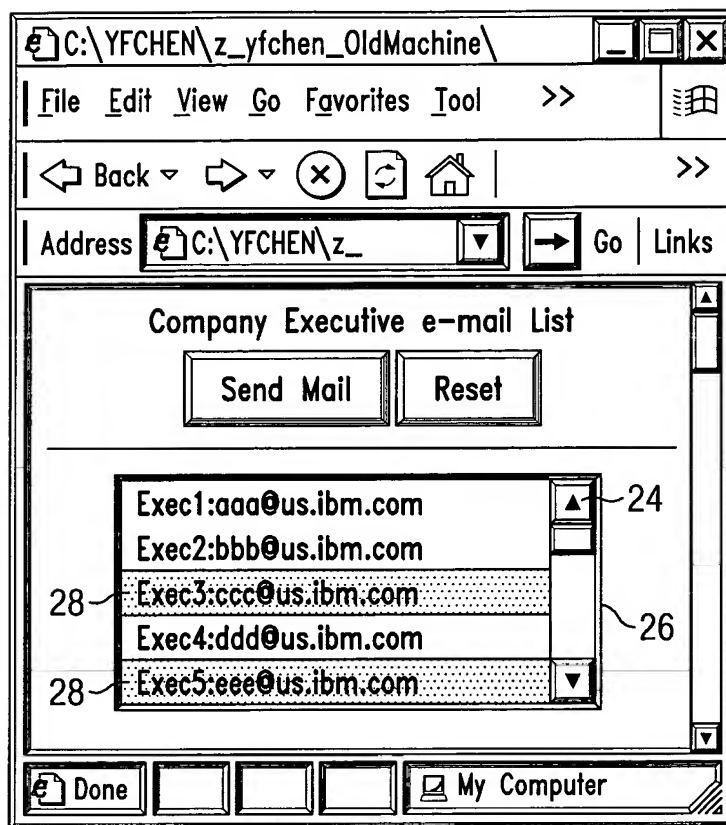 C:\YFCHEN\z_yfchen_OldMachine\
File Edit View Go Favorites Tool >>
Back >>
Address C:\YFCHEN\z_ Go Links
Company Executive e-mail List
Send Mail Reset
Exec1:aaa@us.ibm.com 24
Exec2:bbb@us.ibm.com
28 Exec3:ccc@us.ibm.com
Exec4:ddd@us.ibm.com 26
28 Exec5:eee@us.ibm.com
Done My Computer